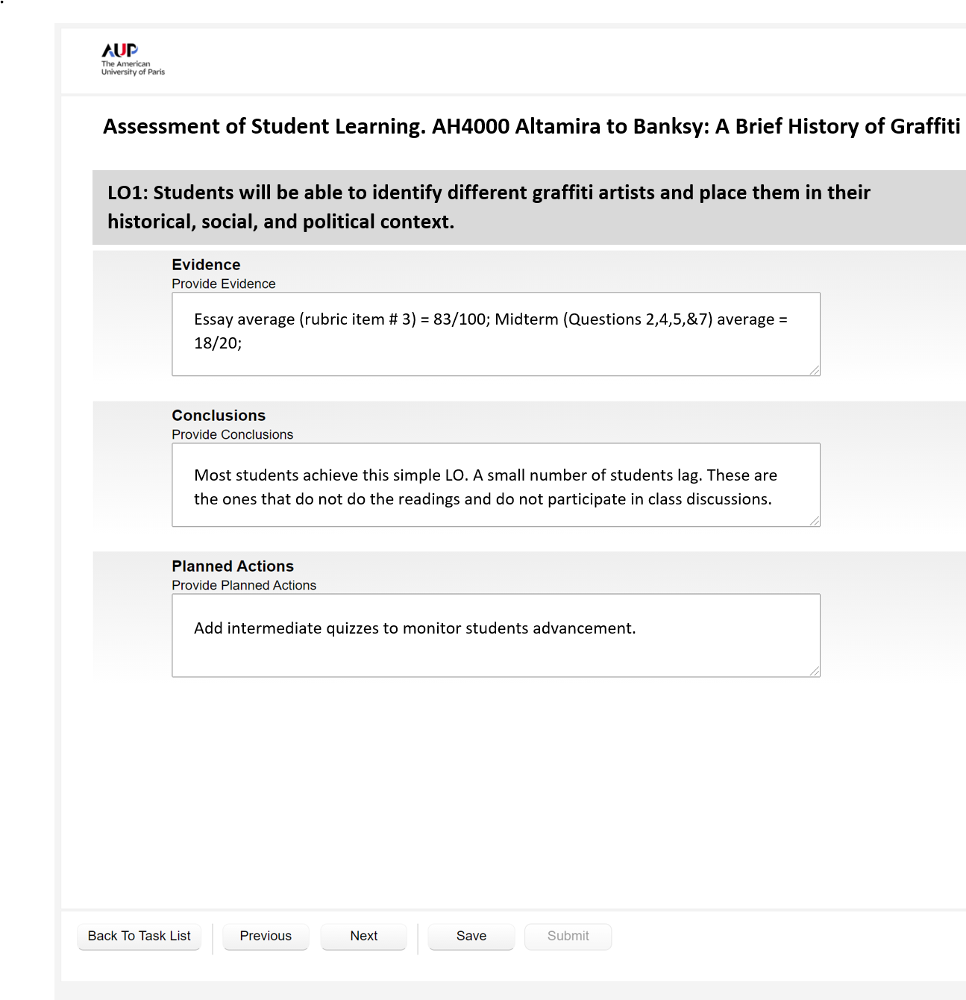 AUP
The American
University of Paris
Assessment of Student Learning. AH4000 Altamira to Banksy: A Brief History of Graffiti
LO1: Students will be able to identify different graffiti artists and place them in their
historical, social, and political context.
Evidence
Provide Evidence
Essay average (rubric item # 3) = 83/100; Midterm (Questions 2,4,5,&7) average =
18/20;
Conclusions
Provide Conclusions
Most students achieve this simple LO. A small number of students lag. These are
the ones that do not do the readings and do not participate in class discussions.
Planned Actions
Provide Planned Actions
Add intermediate quizzes to monitor students advancement.
Back To Task List Previous Next Save Submit